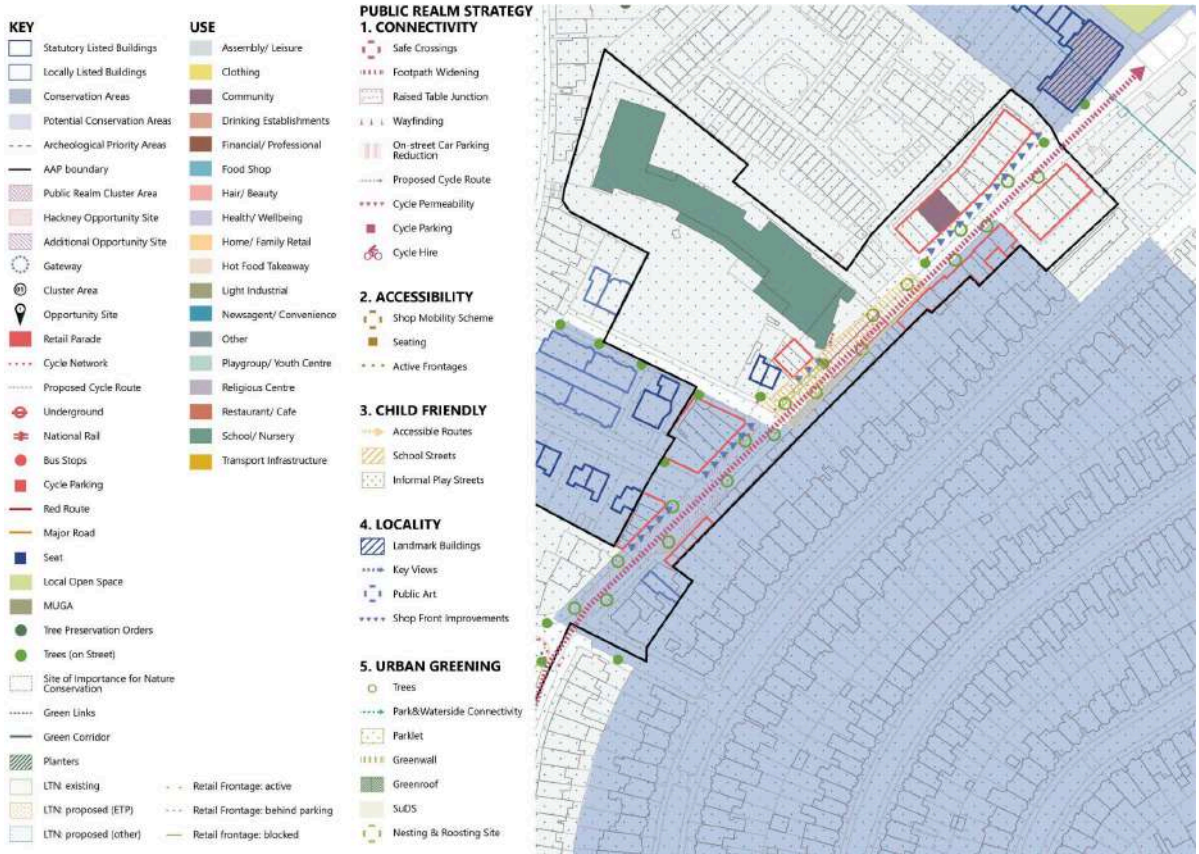 KEY
Statutory Listed Buildings
Locally Listed Buildings
Conservation Areas
Potential Conservation Areas
Archeological Priority Areas
AAP boundary
Public Realm Cluster Area
Hackney Opportunity Site
Additional Opportunity Site
Gateway
Cluster Area
Opportunity Site
Retail Parade
Cycle Network
Proposed Cycle Route
Underground
National Rail
Bus Stops
Cycle Parking
Red Route
Major Road
Seat
Local Open Space
MUGA
Tree Preservation Orders
Trees (on Street)
Site of Importance for Nature
Conservation
Green Links
Green Corridor
Planters
LTN: existing
LTN: proposed (ETP)
LTN: proposed (other)
Retail Frontage: active
Retail Frontage: behind parking
Retail frontage: blocked
USE
Assembly/ Leisure
Clothing
Community
Drinking Establishments
Financial/ Professional
Food Shop
Hair/ Beauty
Health/ Wellbeing
Home/ Family Retail
Hot Food Takeaway
Light Industrial
Newsagent/ Convenience
Other
Playgroup/ Youth Centre
Religious Centre
Restaurant/ Cafe
School/ Nursery
Transport Infrastructure
PUBLIC REALM STRATEGY
1. CONNECTIVITY
Safe Crossings
Footpath Widening
Raised Table Junction
Wayfinding
On-street Car Parking
Reduction
Proposed Cycle Route
Cycle Permeability
Cycle Parking
Cycle Hire
2. ACCESSIBILITY
Shop Mobility Scheme
Seating
Active Frontages
3. CHILD FRIENDLY
Accessible Routes
School Streets
Informal Play Streets
4. LOCALITY
Landmark Buildings
Key Views
Public Art
Shop Front Improvements
5. URBAN GREENING
Trees
Park&Waterside Connectivity
Parklet
Greenwall
Greenroof
SuDS
Nesting & Roosting Site